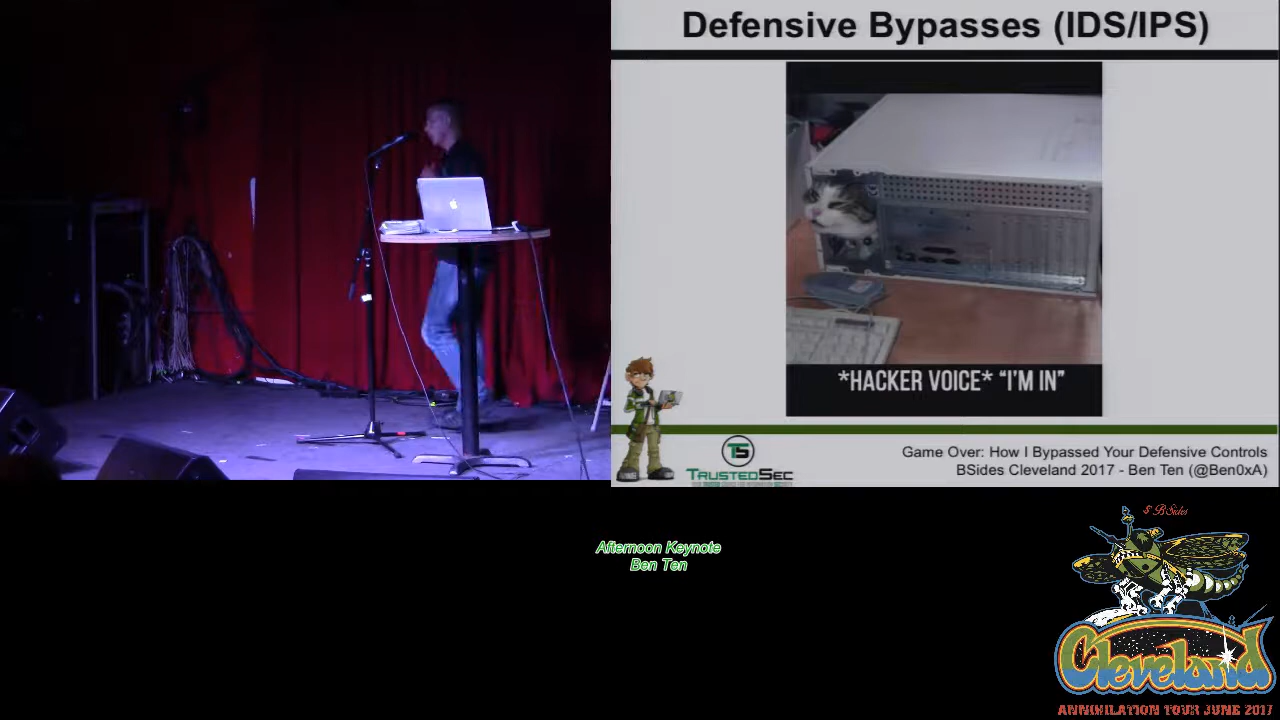 Defensive Bypasses (IDS/IPS)
*HACKER VOICE* “I’M IN”
TS
TRUSTEDSEC
Game Over: How I Bypassed Your Defensive Controls
BSides Cleveland 2017 - Ben Ten (@Ben0xA)
Afternoon Keynote
Ben Ten
$ BSides
Cleveland
ANNIHILATION TOUR JUNE 2017